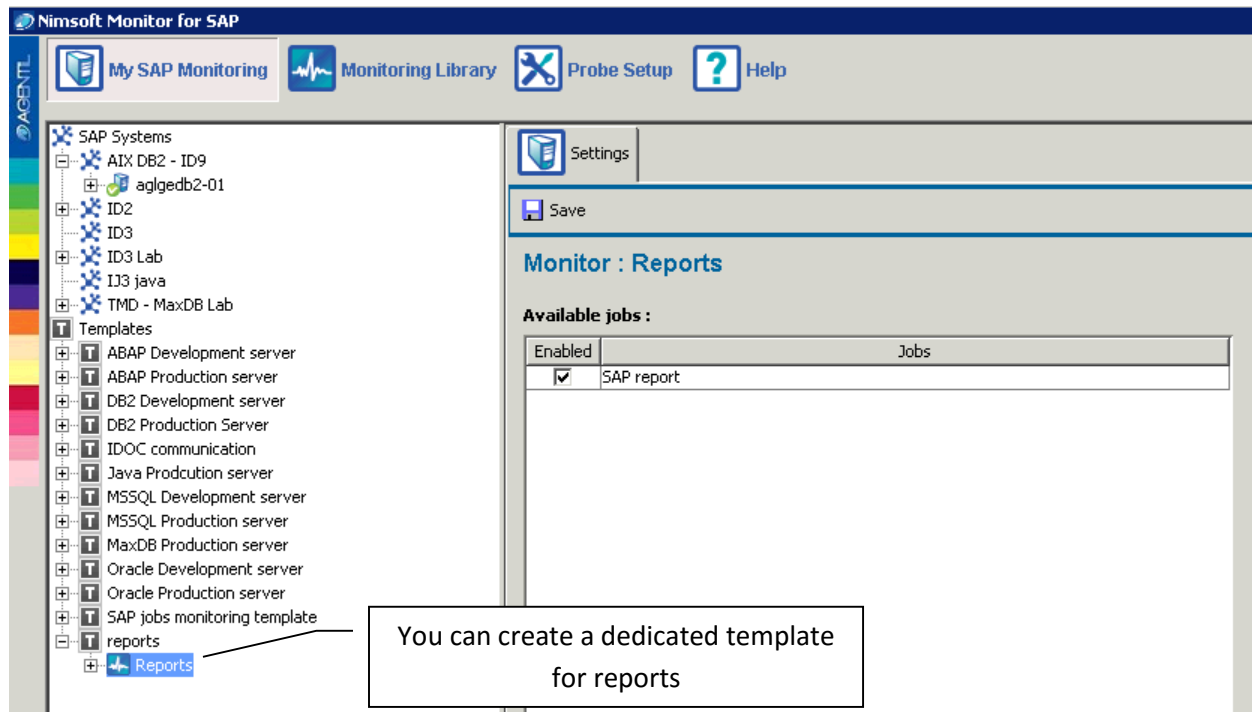 Nimsoft Monitor for SAP
AGENTIL
My SAP Monitoring
Monitoring Library
Probe Setup
?
Help
SAP Systems
AIX DB2 - ID9
aglgedb2-01
ID2
ID3
ID3 Lab
IJ3 java
TMD - MaxDB Lab
T Templates
T ABAP Development server
T ABAP Production server
T DB2 Development server
T DB2 Production Server
T IDOC communication
T Java Prodcution server
T MSSQL Development server
T MSSQL Production server
T MaxDB Production server
T Oracle Development server
T Oracle Production server
T SAP jobs monitoring template
T reports
Reports
Settings
Save
Monitor : Reports
Available jobs :
Enabled Jobs
SAP report
You can create a dedicated template
for reports